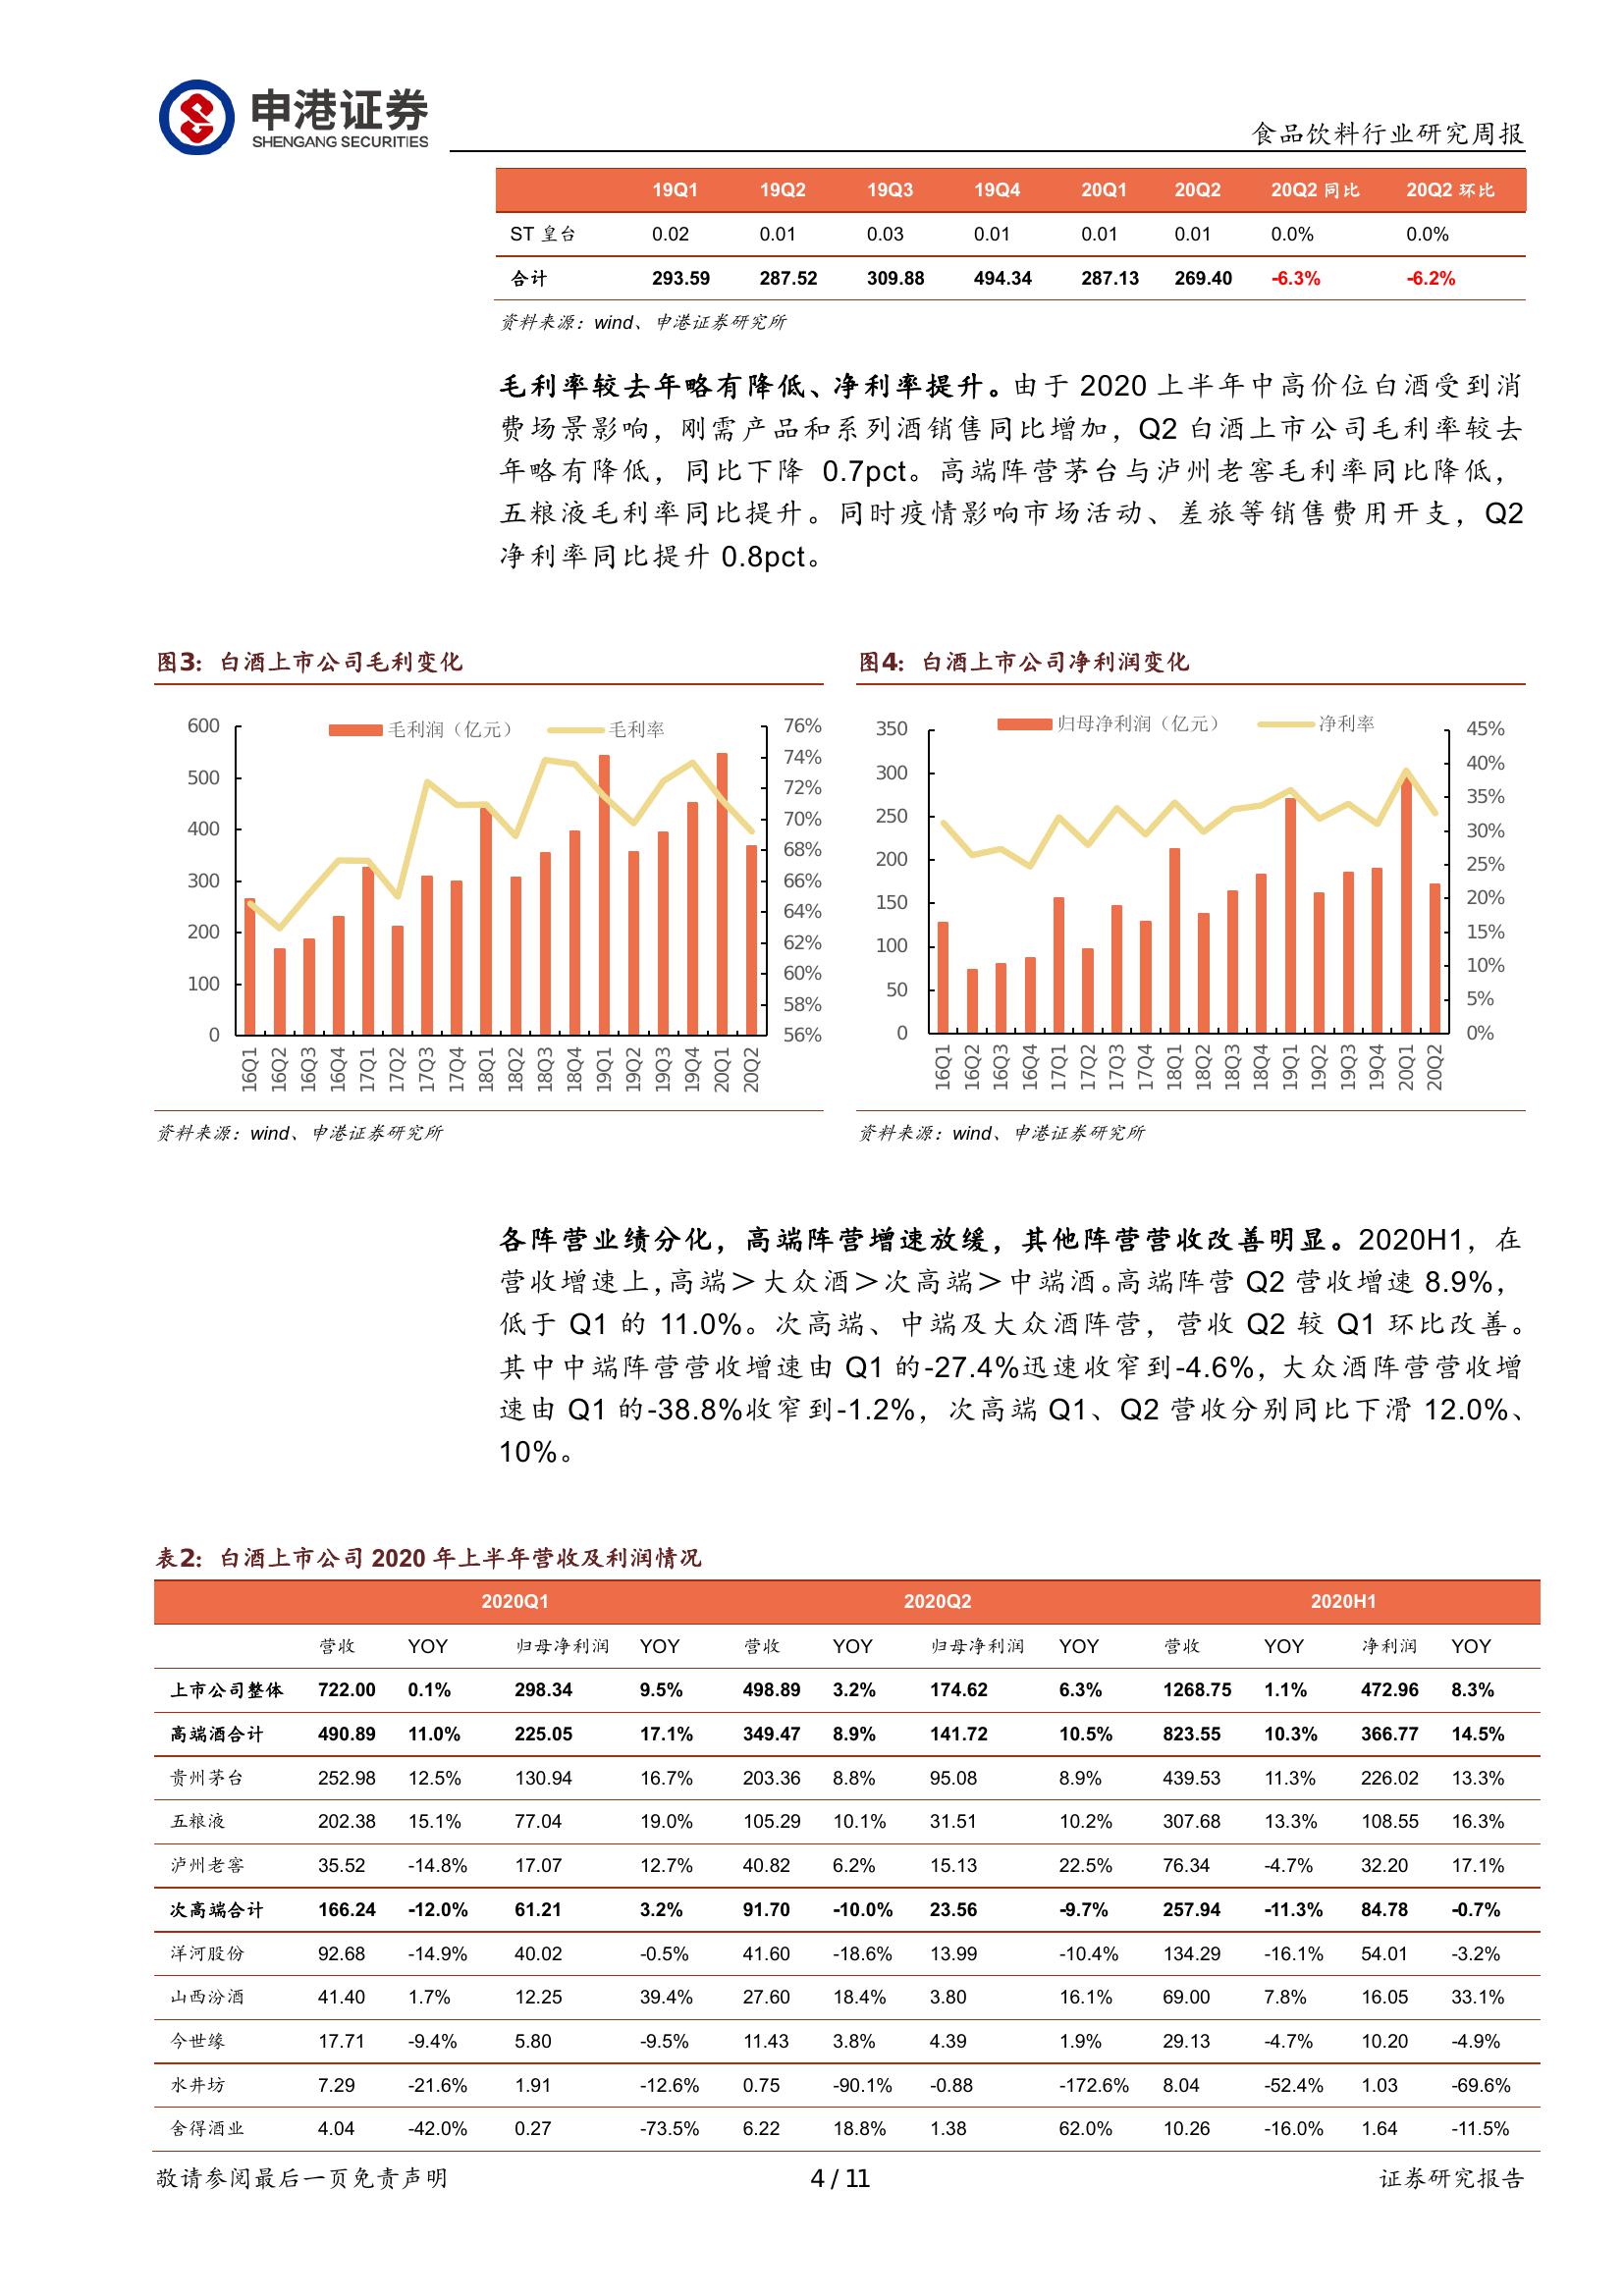 申港证券
SHENGANG SECURITIES
食品饮料行业研究周报
19Q1 19Q2 19Q3 19Q4 20Q1 20Q2 20Q2 同比 20Q2 环比
ST 皇台 0.02 0.01 0.03 0.01 0.01 0.01 0.0% 0.0%
合计 293.59 287.52 309.88 494.34 287.13 269.40 -6.3% -6.2%
资料来源：wind、申港证券研究所
毛利率较去年略有降低、净利率提升。由于 2020 上半年中高价位白酒受到消
费场景影响，刚需产品和系列酒销售同比增加，Q2 白酒上市公司毛利率较去
年略有降低，同比下降 0.7pct。高端阵营茅台与泸州老窖毛利率同比降低，
五粮液毛利率同比提升。同时疫情影响市场活动、差旅等销售费用开支，Q2
净利率同比提升 0.8pct。
图3：白酒上市公司毛利变化
毛利润（亿元） 毛利率
600
500
400
300
200
100
0
76%
74%
72%
70%
68%
66%
64%
62%
60%
58%
56%
16Q1 16Q2 16Q3 16Q4 17Q1 17Q2 17Q3 17Q4 18Q1 18Q2 18Q3 18Q4 19Q1 19Q2 19Q3 19Q4 20Q1 20Q2
资料来源：wind、申港证券研究所
图4：白酒上市公司净利润变化
归母净利润（亿元） 净利率
350
300
250
200
150
100
50
0
45%
40%
35%
30%
25%
20%
15%
10%
5%
0%
16Q1 16Q2 16Q3 16Q4 17Q1 17Q2 17Q3 17Q4 18Q1 18Q2 18Q3 18Q4 19Q1 19Q2 19Q3 19Q4 20Q1 20Q2
资料来源：wind、申港证券研究所
各阵营业绩分化，高端阵营增速放缓，其他阵营营收改善明显。2020H1，在
营收增速上，高端＞大众酒＞次高端＞中端酒。高端阵营 Q2 营收增速 8.9%，
低于 Q1 的 11.0%。次高端、中端及大众酒阵营，营收 Q2 较 Q1 环比改善。
其中中端阵营营收增速由 Q1 的-27.4%迅速收窄到-4.6%，大众酒阵营营收增
速由 Q1 的-38.8%收窄到-1.2%，次高端 Q1、Q2 营收分别同比下滑 12.0%、
10%。
表2：白酒上市公司 2020 年上半年营收及利润情况
2020Q1 2020Q2 2020H1
营收 YOY 归母净利润 YOY 营收 YOY 归母净利润 YOY 营收 YOY 净利润 YOY
上市公司整体 722.00 0.1% 298.34 9.5% 498.89 3.2% 174.62 6.3% 1268.75 1.1% 472.96 8.3%
高端酒合计 490.89 11.0% 225.05 17.1% 349.47 8.9% 141.72 10.5% 823.55 10.3% 366.77 14.5%
贵州茅台 252.98 12.5% 130.94 16.7% 203.36 8.8% 95.08 8.9% 439.53 11.3% 226.02 13.3%
五粮液 202.38 15.1% 77.04 19.0% 105.29 10.1% 31.51 10.2% 307.68 13.3% 108.55 16.3%
泸州老窖 35.52 -14.8% 17.07 12.7% 40.82 6.2% 15.13 22.5% 76.34 -4.7% 32.20 17.1%
次高端合计 166.24 -12.0% 61.21 3.2% 91.70 -10.0% 23.56 -9.7% 257.94 -11.3% 84.78 -0.7%
洋河股份 92.68 -14.9% 40.02 -0.5% 41.60 -18.6% 13.99 -10.4% 134.29 -16.1% 54.01 -3.2%
山西汾酒 41.40 1.7% 12.25 39.4% 27.60 18.4% 3.80 16.1% 69.00 7.8% 16.05 33.1%
今世缘 17.71 -9.4% 5.80 -9.5% 11.43 3.8% 4.39 1.9% 29.13 -4.7% 10.20 -4.9%
水井坊 7.29 -21.6% 1.91 -12.6% 0.75 -90.1% -0.88 -172.6% 8.04 -52.4% 1.03 -69.6%
舍得酒业 4.04 -42.0% 0.27 -73.5% 6.22 18.8% 1.38 62.0% 10.26 -16.0% 1.64 -11.5%
敬请参阅最后一页免责声明 4 / 11 证券研究报告